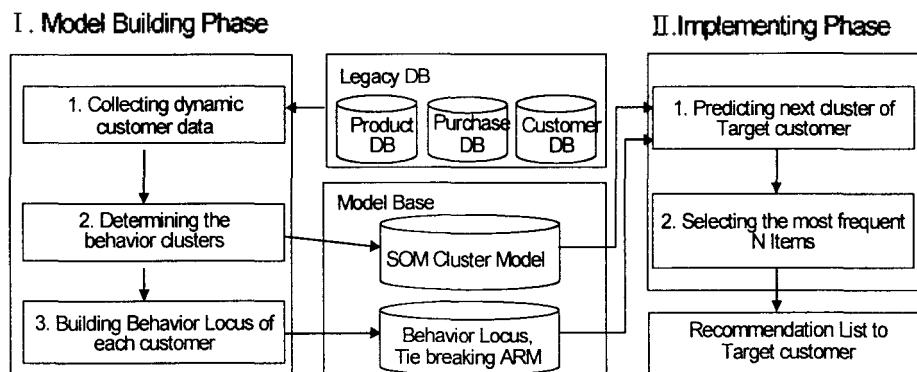 Ⅰ. Model Building Phase
1. Collecting dynamic
customer data
2. Determining the
behavior clusters
3. Building Behavior Locus of
each customer
Legacy DB
Product
DB
Purchase
DB
Customer
DB
Model Base
SOM Cluster Model
Behavior Locus,
Tie breaking ARM
Ⅱ.Implementing Phase
1. Predicting next cluster of
Target customer
2. Selecting the most frequent
N Items
Recommendation List to
Target customer